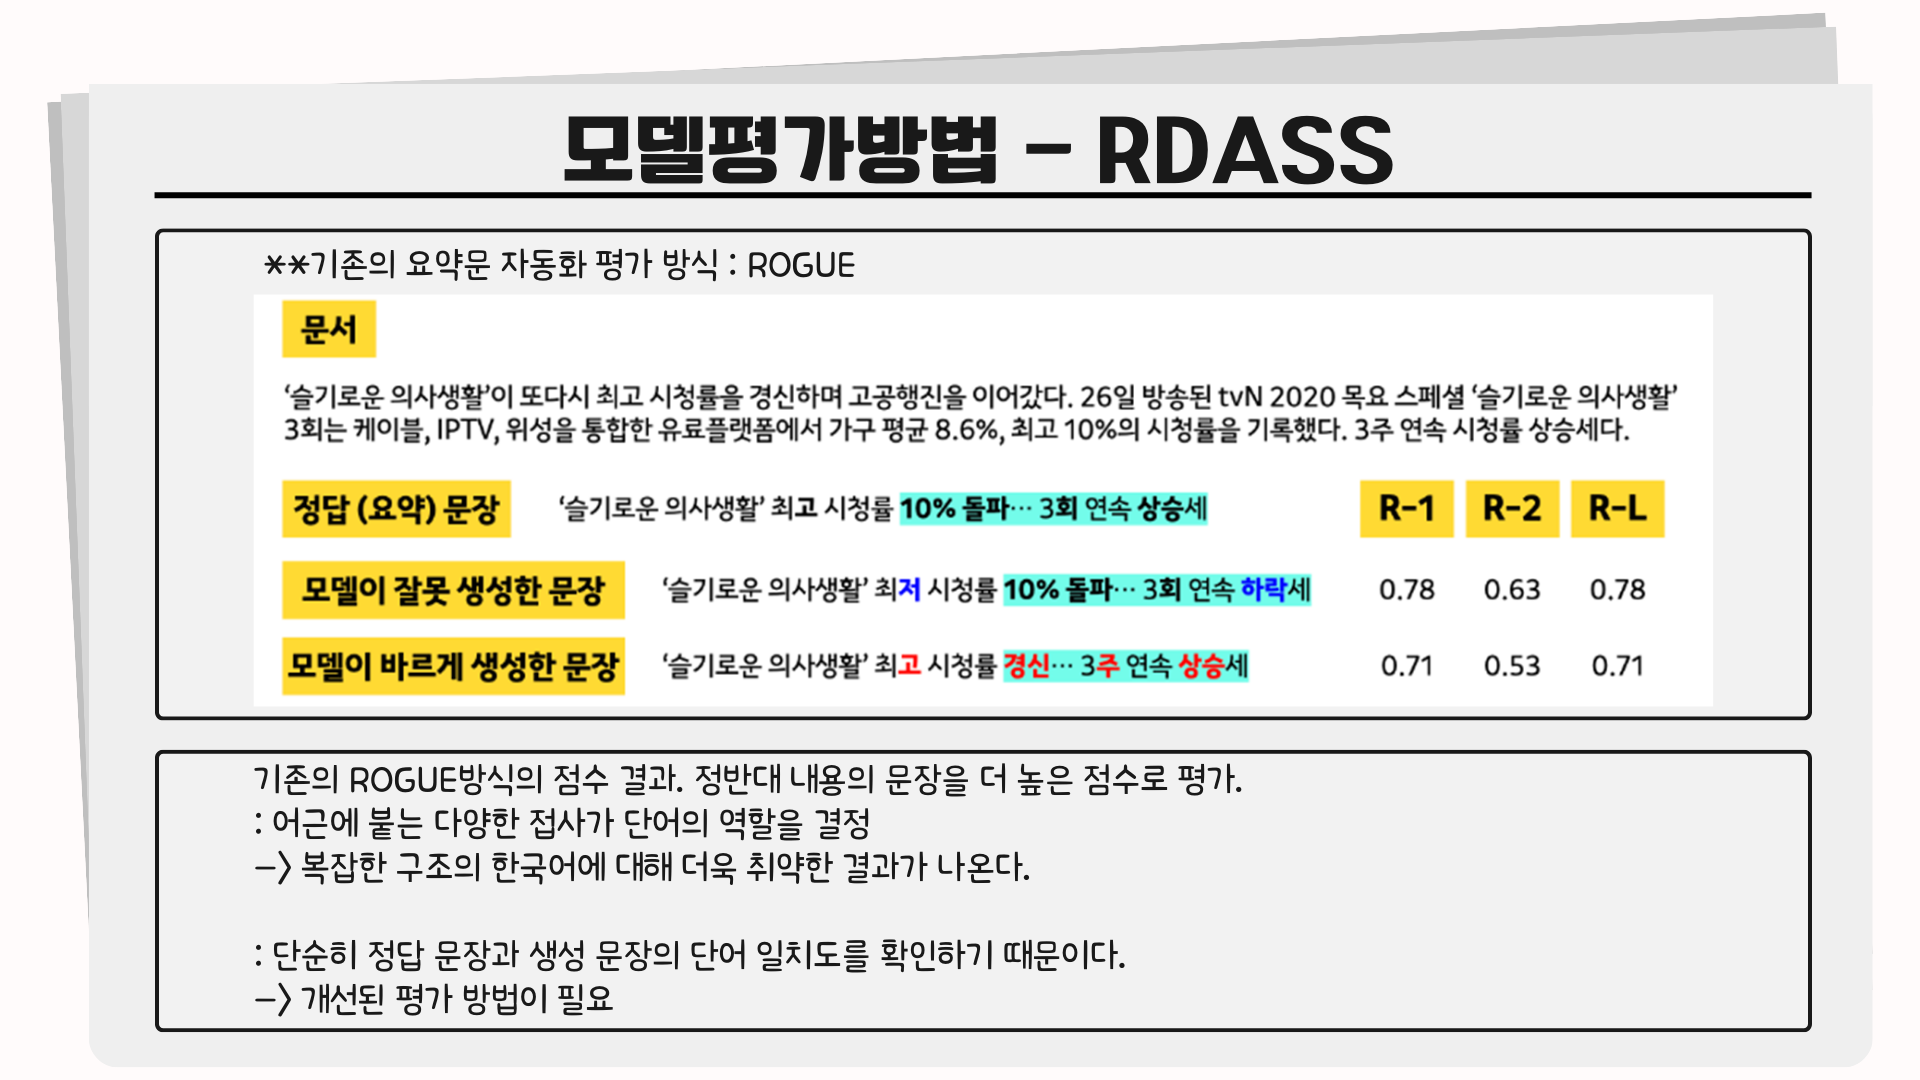 모델평가방법 - RDASS
**기존의 요약문 자동화 평가 방식 : ROGUE
문서
‘슬기로운 의사생활’이 또다시 최고 시청률을 경신하며 고공행진을 이어갔다. 26일 방송된 tvN 2020 목요 스페셜 ‘슬기로운 의사생활’
3회는 케이블, IPTV, 위성을 통합한 유료플랫폼에서 가구 평균 8.6%, 최고 10%의 시청률을 기록했다. 3주 연속 시청률 상승세다.
정답 (요약) 문장 ‘슬기로운 의사생활’ 최고 시청률 10% 돌파… 3회 연속 상승세 R-1 R-2 R-L
모델이 잘못 생성한 문장 ‘슬기로운 의사생활’ 최저 시청률 10% 돌파… 3회 연속 하락세 0.78 0.63 0.78
모델이 바르게 생성한 문장 ‘슬기로운 의사생활’ 최고 시청률 경신… 3주 연속 상승세 0.71 0.53 0.71
기존의 ROGUE방식의 점수 결과. 정반대 내용의 문장을 더 높은 점수로 평가.
: 어근에 붙는 다양한 접사가 단어의 역할을 결정
-> 복잡한 구조의 한국어에 대해 더욱 취약한 결과가 나온다.
: 단순히 정답 문장과 생성 문장의 단어 일치도를 확인하기 때문이다.
-> 개선된 평가 방법이 필요